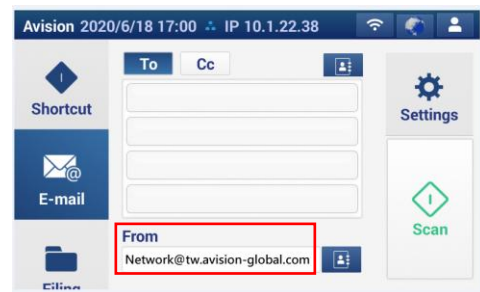 Avision 2020/6/18 17:00 IP 10.1.22.38
To Cc
Shortcut
Settings
E-mail
@
Scan
From
Network@tw.avision-global.com
Filing